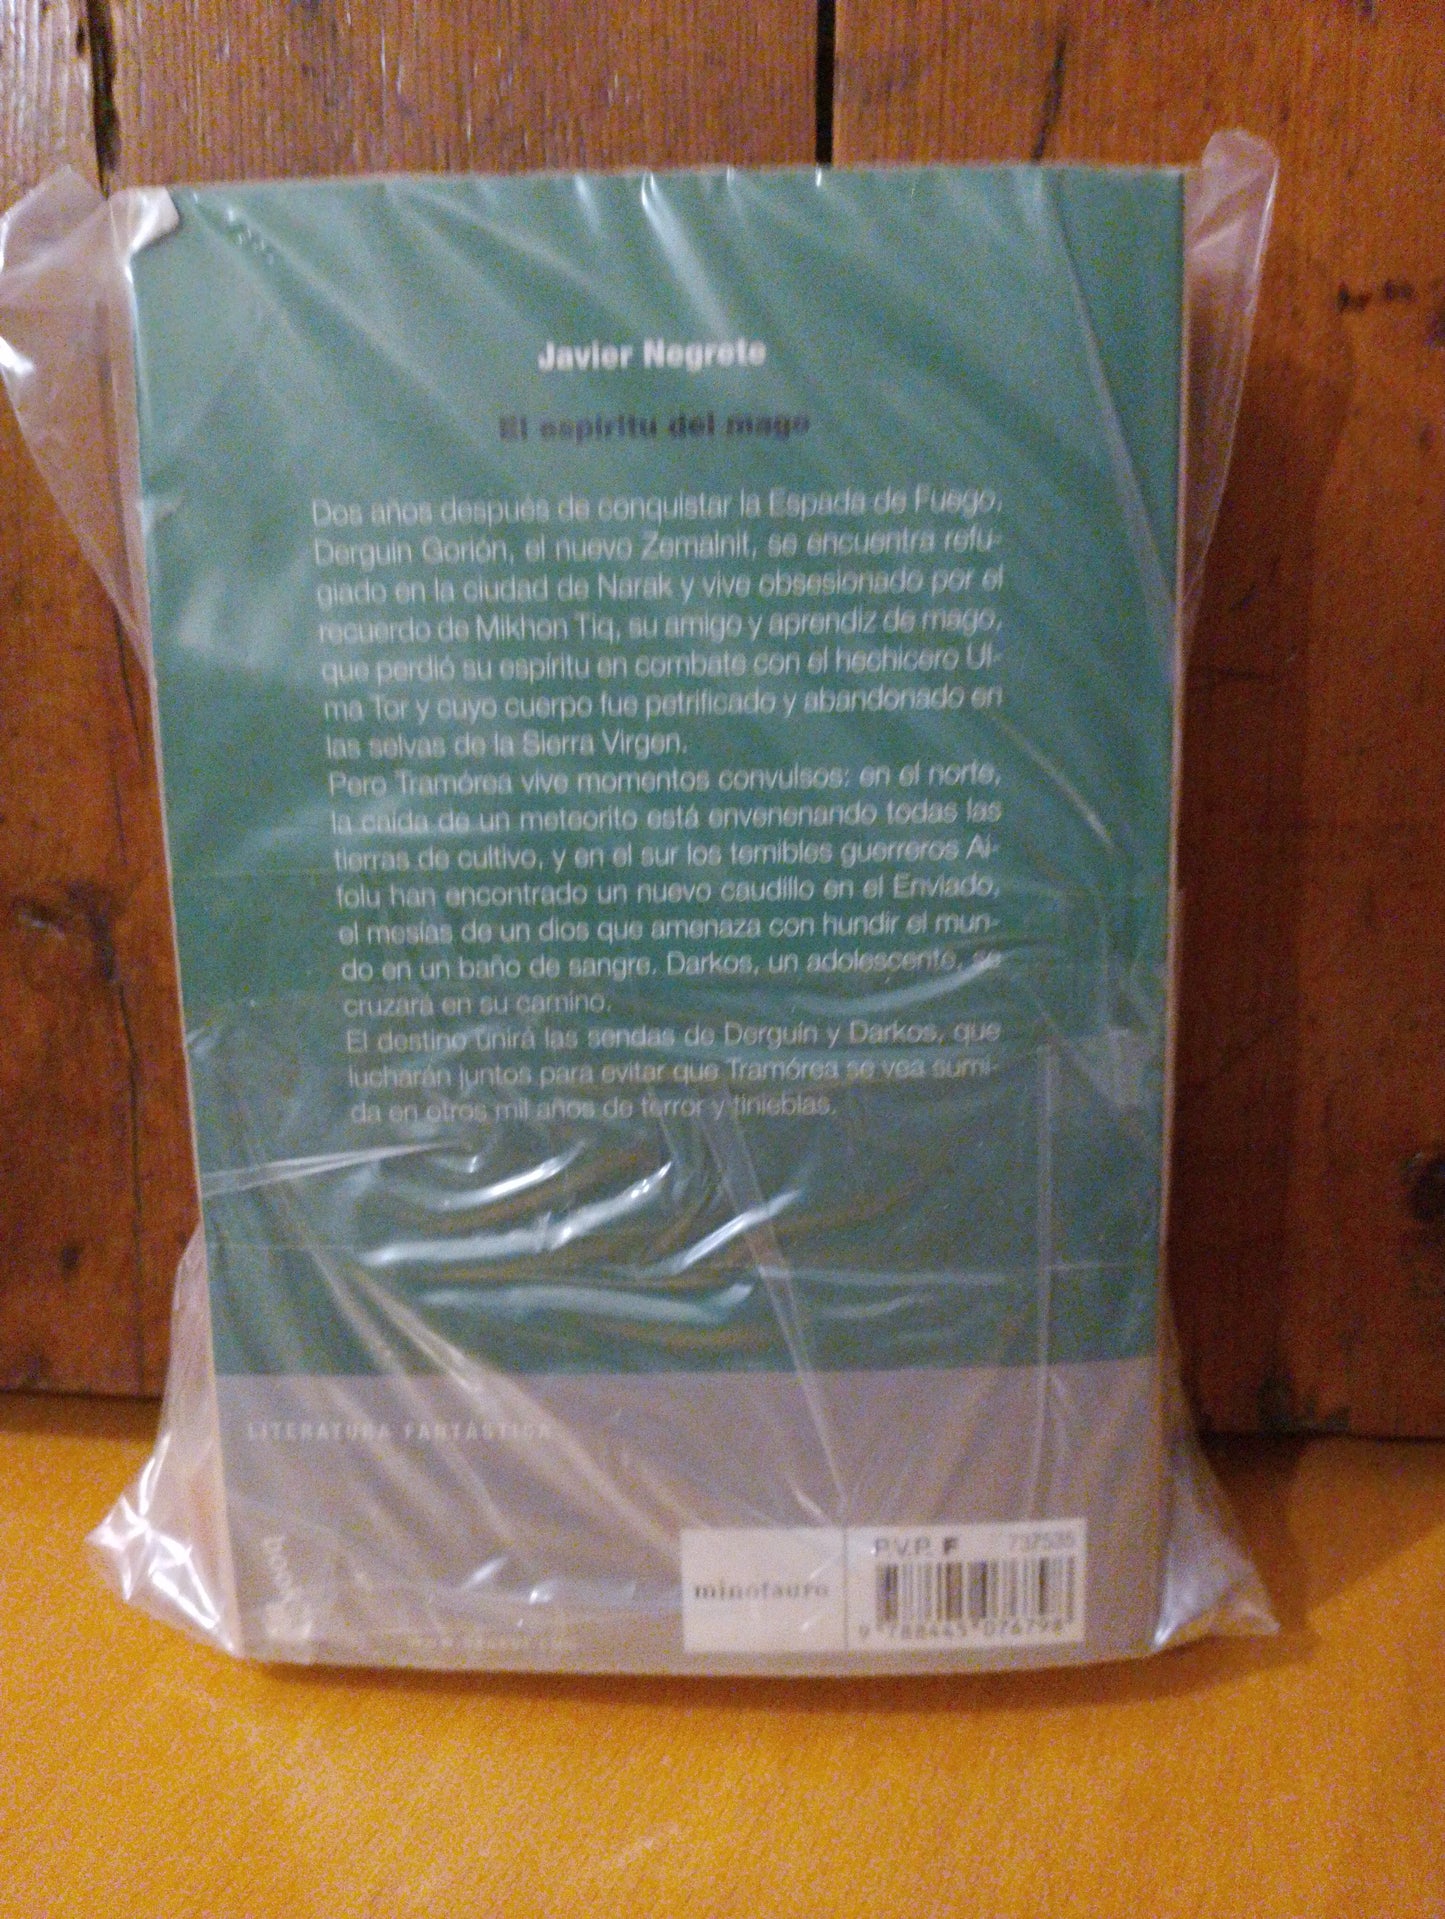 Javier Negrete
El espíritu del mago
Dos años después de conquistar la Espada de Fuego,
Derguín Gorión, el nuevo Zemalnit, se encuentra refu-
giado en la ciudad de Narak y vive obsesionado por el
recuerdo de Mikhon Tiq, su amigo y aprendiz de mago,
que perdió su espíritu en combate con el hechicero Ul-
ma Tor y cuyo cuerpo fue petrificado y abandonado en
las selvas de la Sierra Virgen.
Pero Tramórea vive momentos convulsos: en el norte,
la caída de un meteorito está envenenando todas las
tierras de cultivo, y en el sur los temibles guerreros Ai-
folu han encontrado un nuevo caudillo en el Enviado,
el mesías de un dios que amenaza con hundir el mun-
do en un baño de sangre. Darkos, un adolescente, se
cruzará en su camino.
El destino unirá las sendas de Derguín y Darkos, que
lucharán juntos para evitar que Tramórea se vea sumi-
da en otros mil años de terror y tinieblas.
LITERATURA FANTÁSTICA
minotauro
P.V.P. F 737535
9 788445 076798